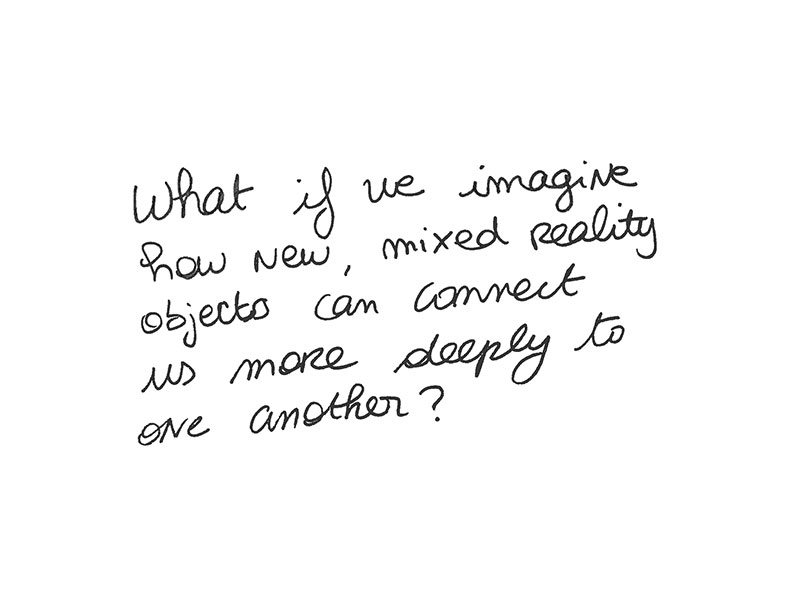 What if we imagine
how new, mixed reality
objects can connect
us more deeply to
one another?